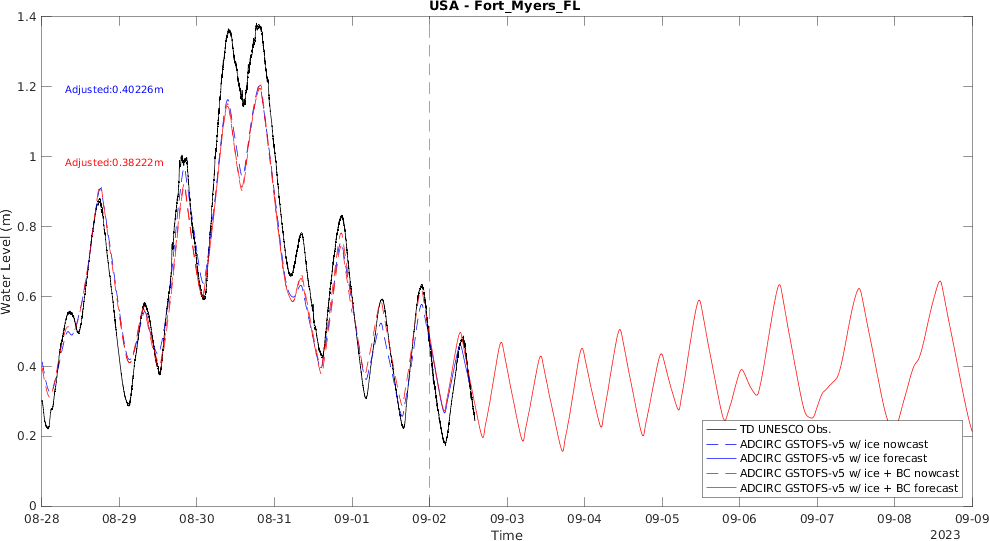 USA - Fort_Myers_FL
1.4
1.2
1
0.8
0.6
0.4
0.2
0
Water Level (m)
Adjusted:0.40226m
Adjusted:0.38222m
TD UNESCO Obs.
ADCIRC GSTOFS-v5 w/ ice nowcast
ADCIRC GSTOFS-v5 w/ ice forecast
ADCIRC GSTOFS-v5 w/ ice + BC nowcast
ADCIRC GSTOFS-v5 w/ ice + BC forecast
08-28 08-29 08-30 08-31 09-01 09-02 09-03 09-04 09-05 09-06 09-07 09-08 09-09
Time
2023